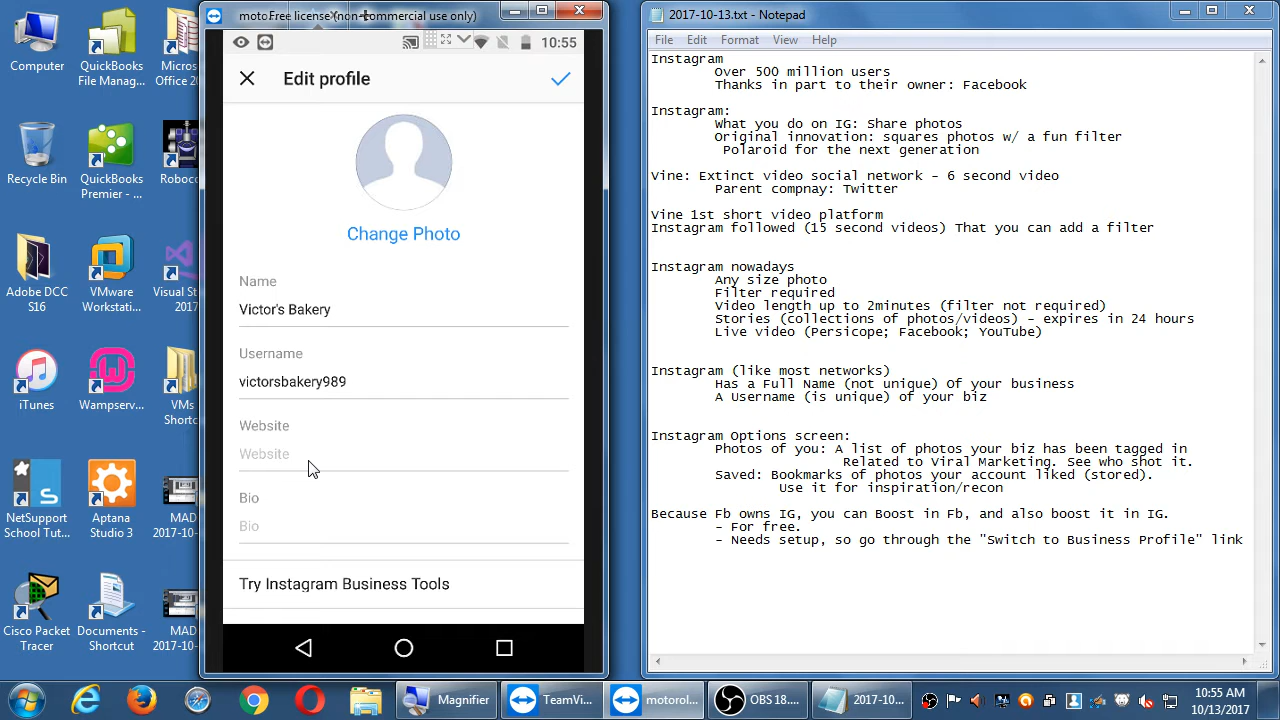 Computer
QuickBooks
File Manag...
Micros
Office 20
Recycle Bin
QuickBooks
Premier - ...
Roboco
Adobe DCC
S16
VMware
Workstati...
Visual St
2017
iTunes
Wampserv...
VMs
Shortc
NetSupport
School Tut...
Aptana
Studio 3
MAD
2017-10-
Cisco Packet
Tracer
Documents -
Shortcut
MAD
2017-10-
moto Free license (non-commercial use only)
10:55
Edit profile
Change Photo
Name
Victor's Bakery
Username
victorsbakery989
Website
Website
Bio
Bio
Try Instagram Business Tools
2017-10-13.txt - Notepad
File Edit Format View Help
Instagram
Over 500 million users
Thanks in part to their owner: Facebook
Instagram:
What you do on IG: Share photos
Original innovation: squares photos w/ a fun filter
Polaroid for the next generation
Vine: Extinct video social network - 6 second video
Parent compnay: Twitter
Vine 1st short video platform
Instagram followed (15 second videos) That you can add a filter
Instagram nowadays
Any size photo
Filter required
Video length up to 2minutes (filter not required)
Stories (collections of photos/videos) - expires in 24 hours
Live video (Persicope; Facebook; YouTube)
Instagram (like most networks)
Has a Full Name (not unique) of your business
A Username (is unique) of your biz
Instagram Options screen:
Photos of you: A list of photos your biz has been tagged in
Related to Viral Marketing. See who shot it.
Saved: Bookmarks of photos your account liked (stored).
Use it for inspiration/recon
Because Fb owns IG, you can Boost in Fb, and also boost it in IG.
- For free.
- Needs setup, so go through the "Switch to Business Profile" link
Magnifier
TeamVi...
motorol...
OBS 18....
2017-10...
10:55 AM
10/13/2017